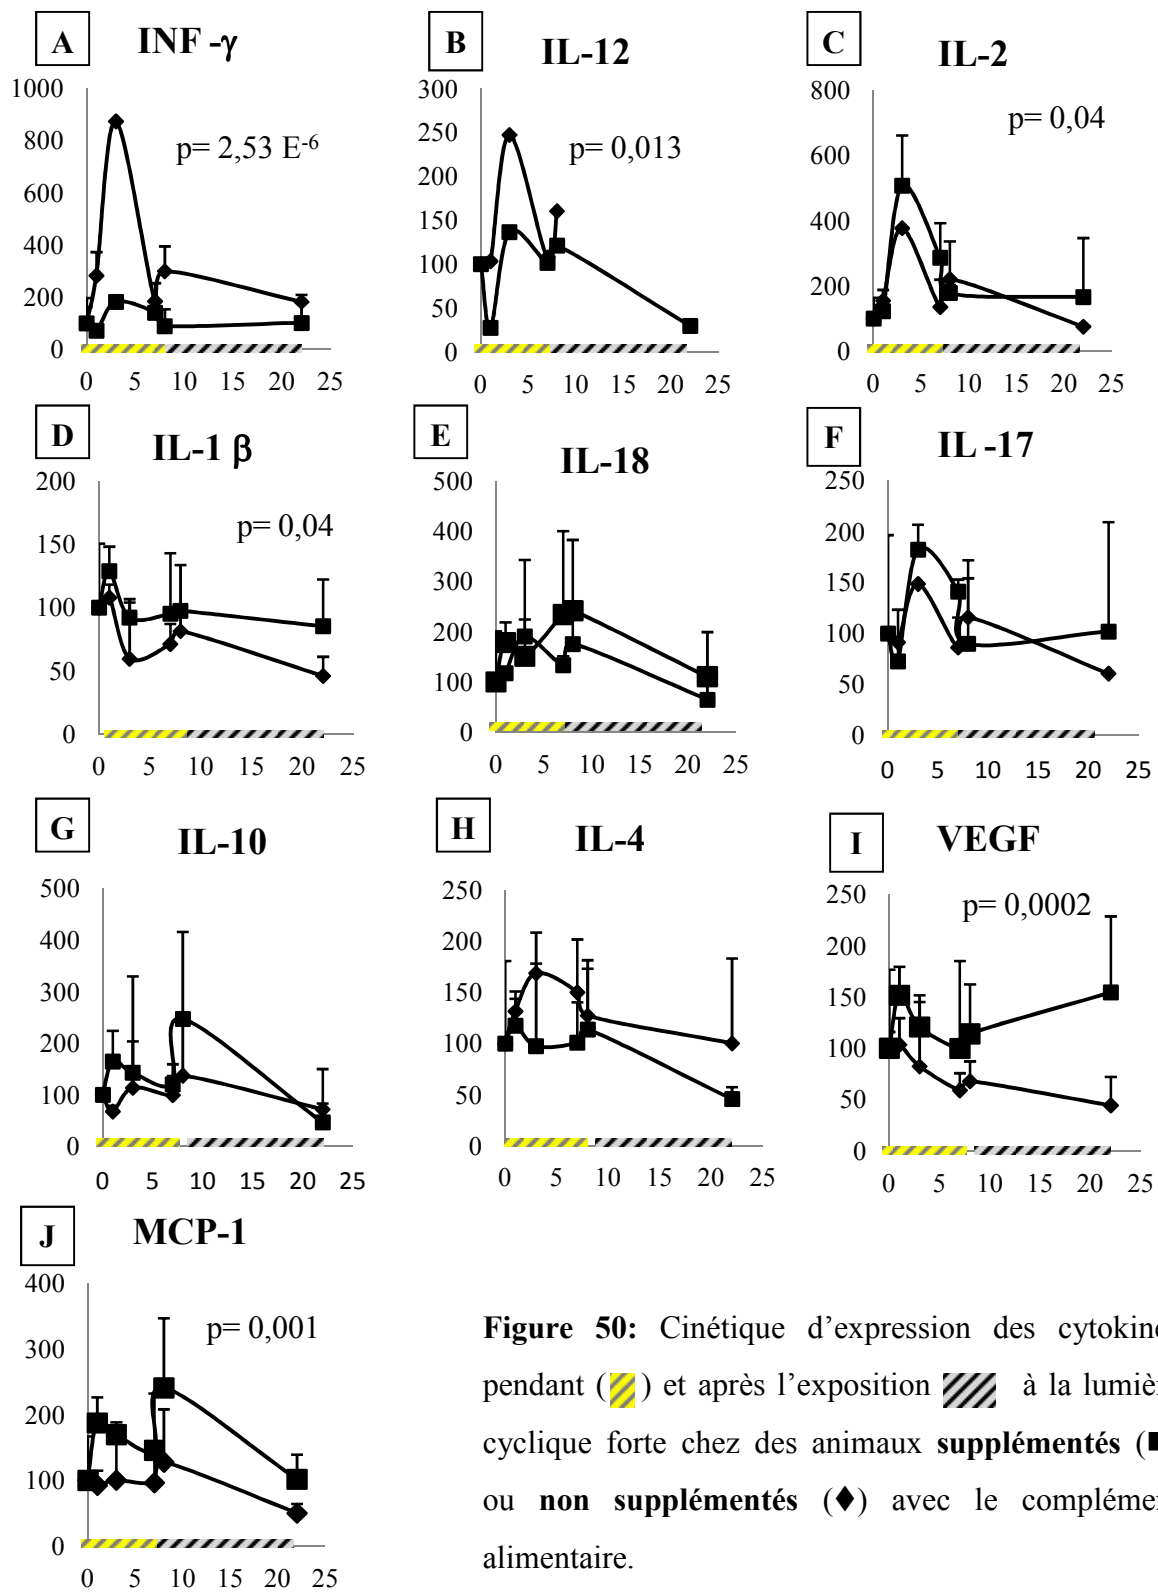 A INF -γ
1000
800
600
400
200
0
p= 2,53 E-6
0 5 10 15 20 25
B IL-12
300
250
200
150
100
50
0
p= 0,013
0 5 10 15 20 25
C IL-2
800
600
400
200
0
p= 0,04
0 5 10 15 20 25
D IL-1 β
200
150
100
50
0
p= 0,04
0 5 10 15 20 25
E IL-18
500
400
300
200
100
0
0 5 10 15 20 25
F IL -17
250
200
150
100
50
0
0 5 10 15 20 25
G IL-10
500
400
300
200
100
0
0 5 10 15 20 25
H IL-4
250
200
150
100
50
0
0 5 10 15 20 25
I VEGF
250
200
150
100
50
0
p= 0,0002
0 5 10 15 20 25
J MCP-1
400
300
200
100
0
p= 0,001
0 5 10 15 20 25
Figure 50: Cinétique d’expression des cytokine
pendant ( ) et après l’exposition à la lumièr
cyclique forte chez des animaux supplémentés (■
ou non supplémentés (♦) avec le complémen
alimentaire.